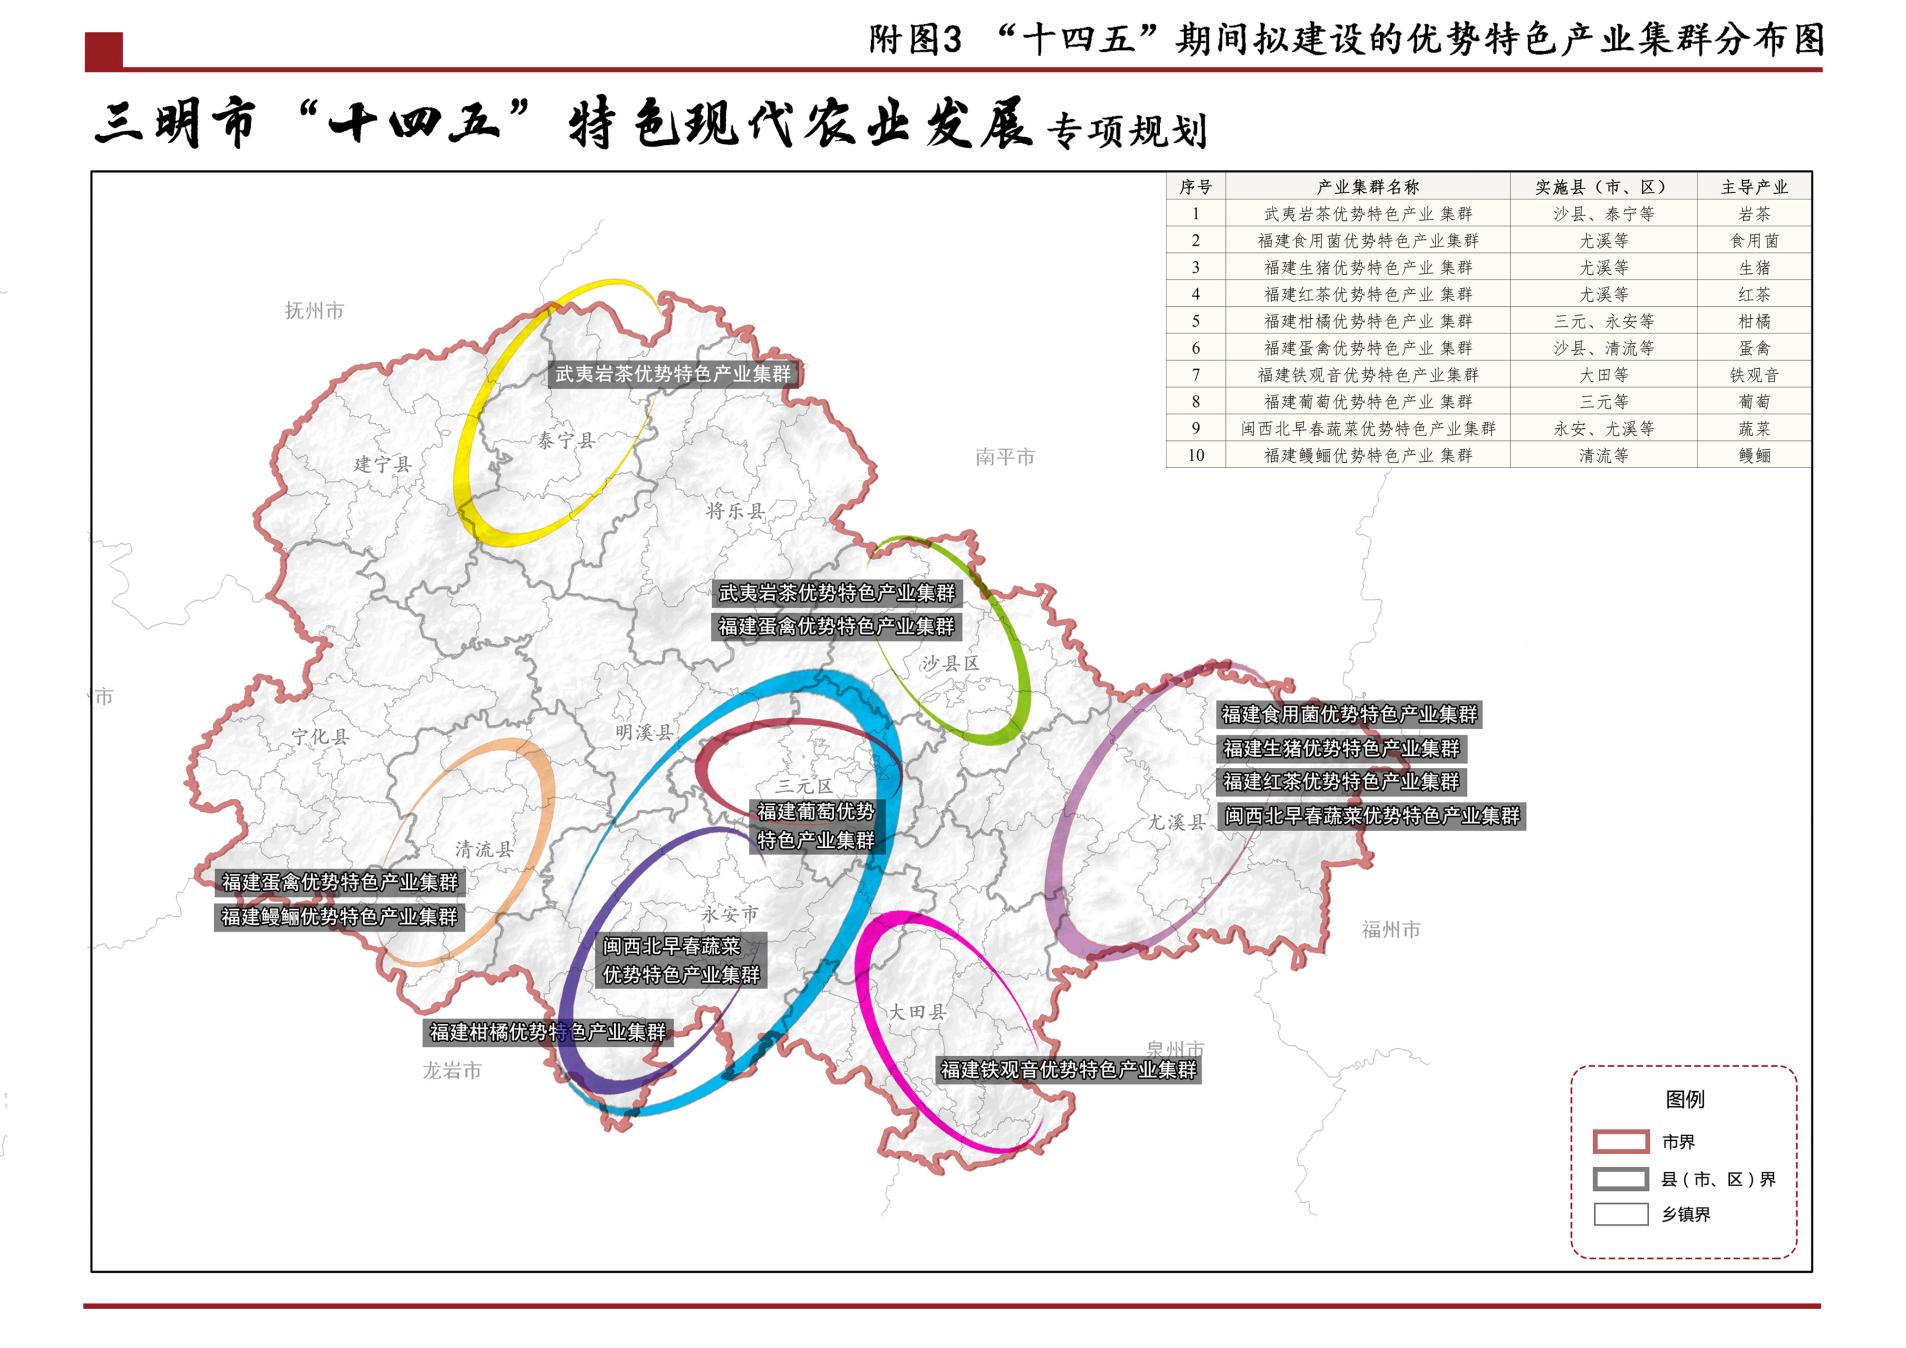 附图3 “十四五”期间拟建设的优势特色产业集群分布图
三明市“十四五”特色现代农业发展专项规划
序号 产业集群名称 实施县（市、区） 主导产业
1 武夷岩茶优势特色产业 集群 沙县、泰宁等 岩茶
2 福建食用菌优势特色产业集群 尤溪等 食用菌
3 福建生猪优势特色产业 集群 尤溪等 生猪
4 福建红茶优势特色产业 集群 尤溪等 红茶
5 福建柑橘优势特色产业 集群 三元、永安等 柑橘
6 福建蛋禽优势特色产业 集群 沙县、清流等 蛋禽
7 福建铁观音优势特色产业集群 大田等 铁观音
8 福建葡萄优势特色产业 集群 三元等 葡萄
9 闽西北早春蔬菜优势特色产业集群 永安、尤溪等 蔬菜
10 福建鳗鲡优势特色产业 集群 清流等 鳗鲡
抚州市
武夷岩茶优势特色产业集群
泰宁县
建宁县
南平市
将乐县
武夷岩茶优势特色产业集群
福建蛋禽优势特色产业集群
沙县区
市
宁化县
明溪县
福建食用菌优势特色产业集群
福建生猪优势特色产业集群
福建红茶优势特色产业集群
闽西北早春蔬菜优势特色产业集群
三元区
福建葡萄优势
特色产业集群
尤溪县
清流县
福建蛋禽优势特色产业集群
福建鳗鲡优势特色产业集群
永安市
闽西北早春蔬菜
优势特色产业集群
福州市
大田县
福建柑橘优势特色产业集群
龙岩市
泉州市
福建铁观音优势特色产业集群
图例
市界
县（市、区）界
乡镇界